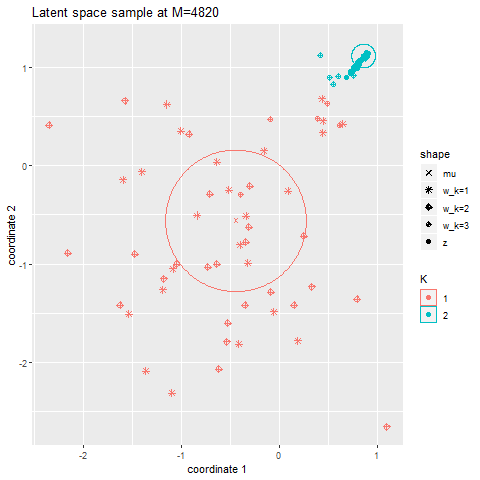 Latent space sample at M=4820
coordinate 2
1
0
-1
-2
-2
-1
0
1
coordinate 1
shape
mu
w_k=1
w_k=2
w_k=3
z
K
1
2